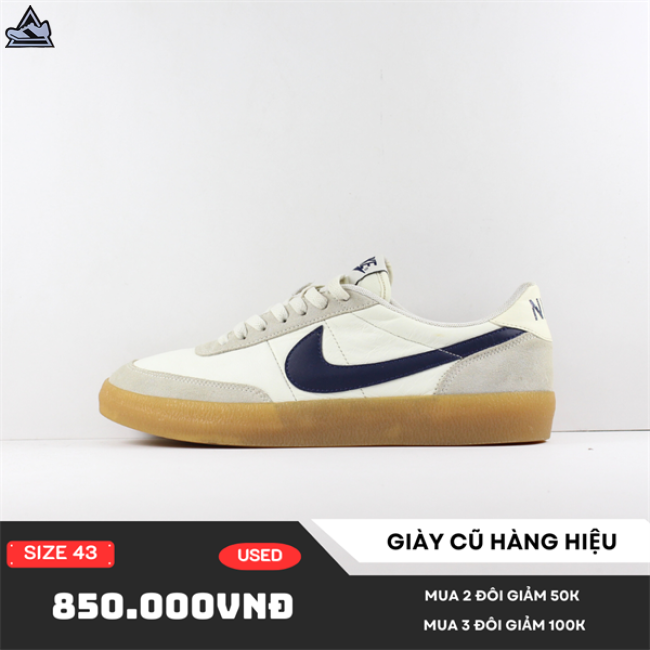 SIZE 43
USED
850.000VNĐ
GIÀY CŨ HÀNG HIỆU
MUA 2 ĐÔI GIẢM 50K
MUA 3 ĐÔI GIẢM 100K